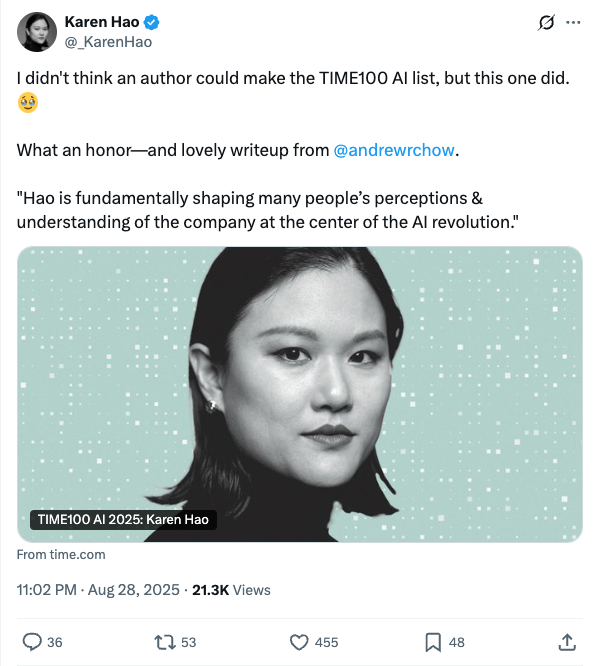 Karen Hao
@_KarenHao
I didn't think an author could make the TIME100 AI list, but this one did.
🥹
What an honor—and lovely writeup from @andrewrchow.
"Hao is fundamentally shaping many people’s perceptions &
understanding of the company at the center of the AI revolution."
TIME100 AI 2025: Karen Hao
From time.com
11:02 PM · Aug 28, 2025 · 21.3K Views
36 53 455 48